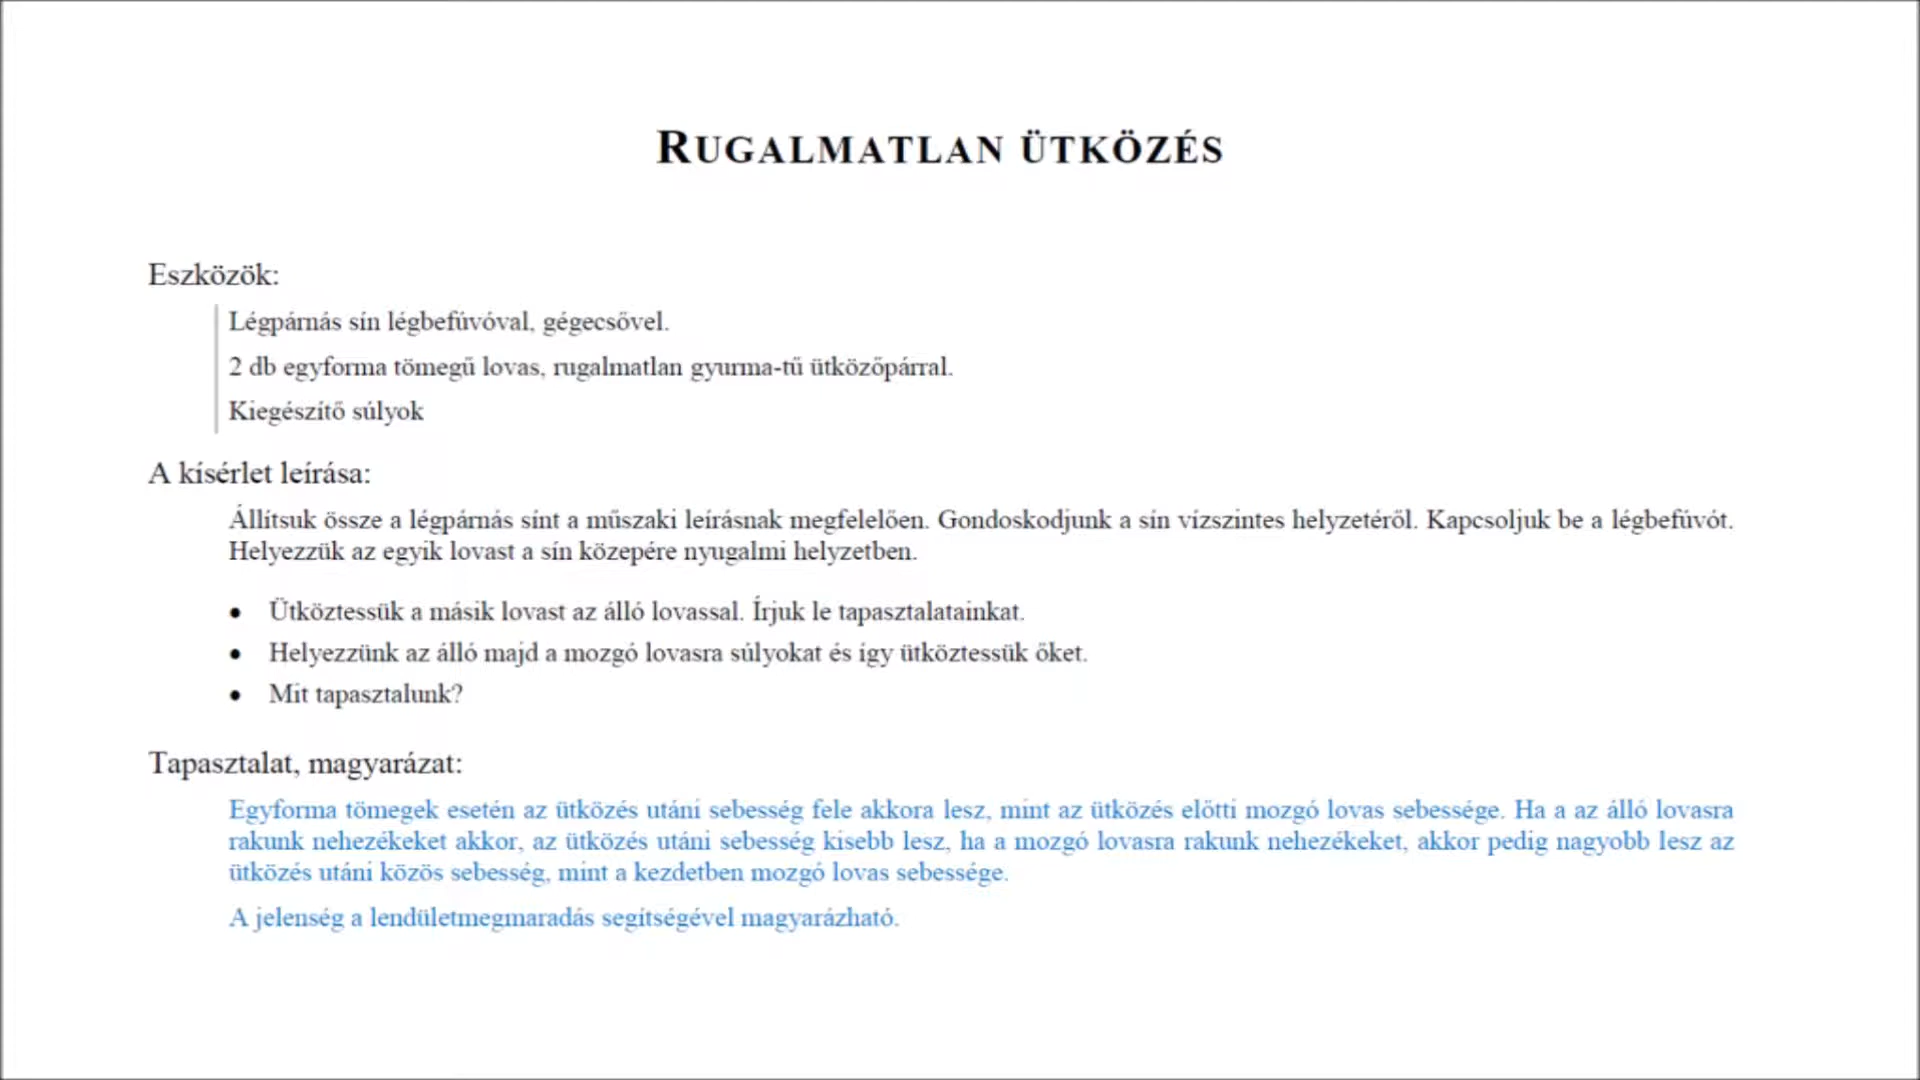 RUGALMATLAN ÜTKÖZÉS
Eszközök:
Légpárnás sín légbefúvóval, gégecsővel.
2 db egyforma tömegű lovas, rugalmatlan gyurma-tű ütközőpárral.
Kiegészítő súlyok
A kísérlet leírása:
Állítsuk össze a légpárnás sínt a műszaki leírásnak megfelelően. Gondoskodjunk a sín vízszintes helyzetéről. Kapcsoljuk be a légbefúvót.
Helyezzük az egyik lovast a sín közepére nyugalmi helyzetben.
• Ütköztessük a másik lovast az álló lovassal. Írjuk le tapasztalatainkat.
• Helyezzünk az álló majd a mozgó lovasra súlyokat és így ütköztessük őket.
• Mit tapasztalunk?
Tapasztalat, magyarázat:
Egyforma tömegek esetén az ütközés utáni sebesség fele akkora lesz, mint az ütközés előtti mozgó lovas sebessége. Ha a az álló lovasra
rakunk nehezékeket akkor, az ütközés utáni sebesség kisebb lesz, ha a mozgó lovasra rakunk nehezékeket, akkor pedig nagyobb lesz az
ütközés utáni közös sebesség, mint a kezdetben mozgó lovas sebessége.
A jelenség a lendületmegmaradás segítségével magyarázható.